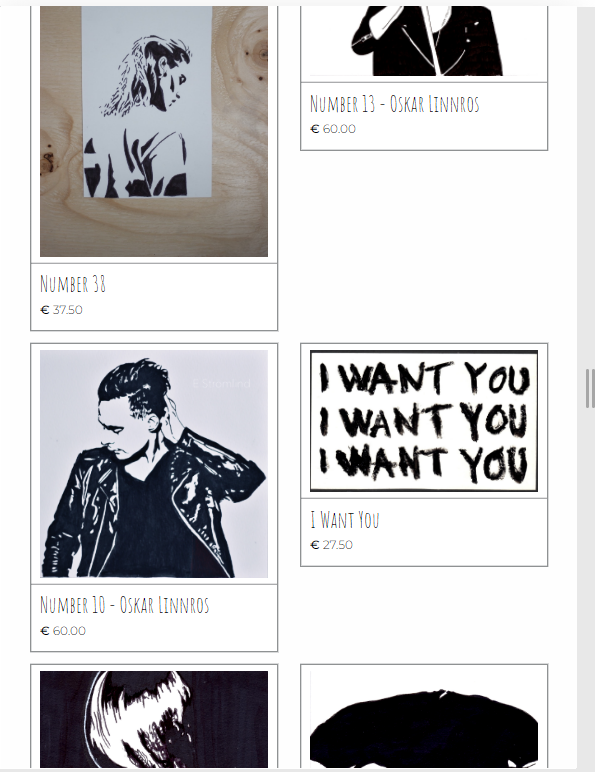 Number 13 - Oskar Linnros
€ 60.00
Number 38
€ 37.50
I WANT YOU
I WANT YOU
I WANT YOU
Number 10 - Oskar Linnros
€ 60.00
I Want You
€ 27.50